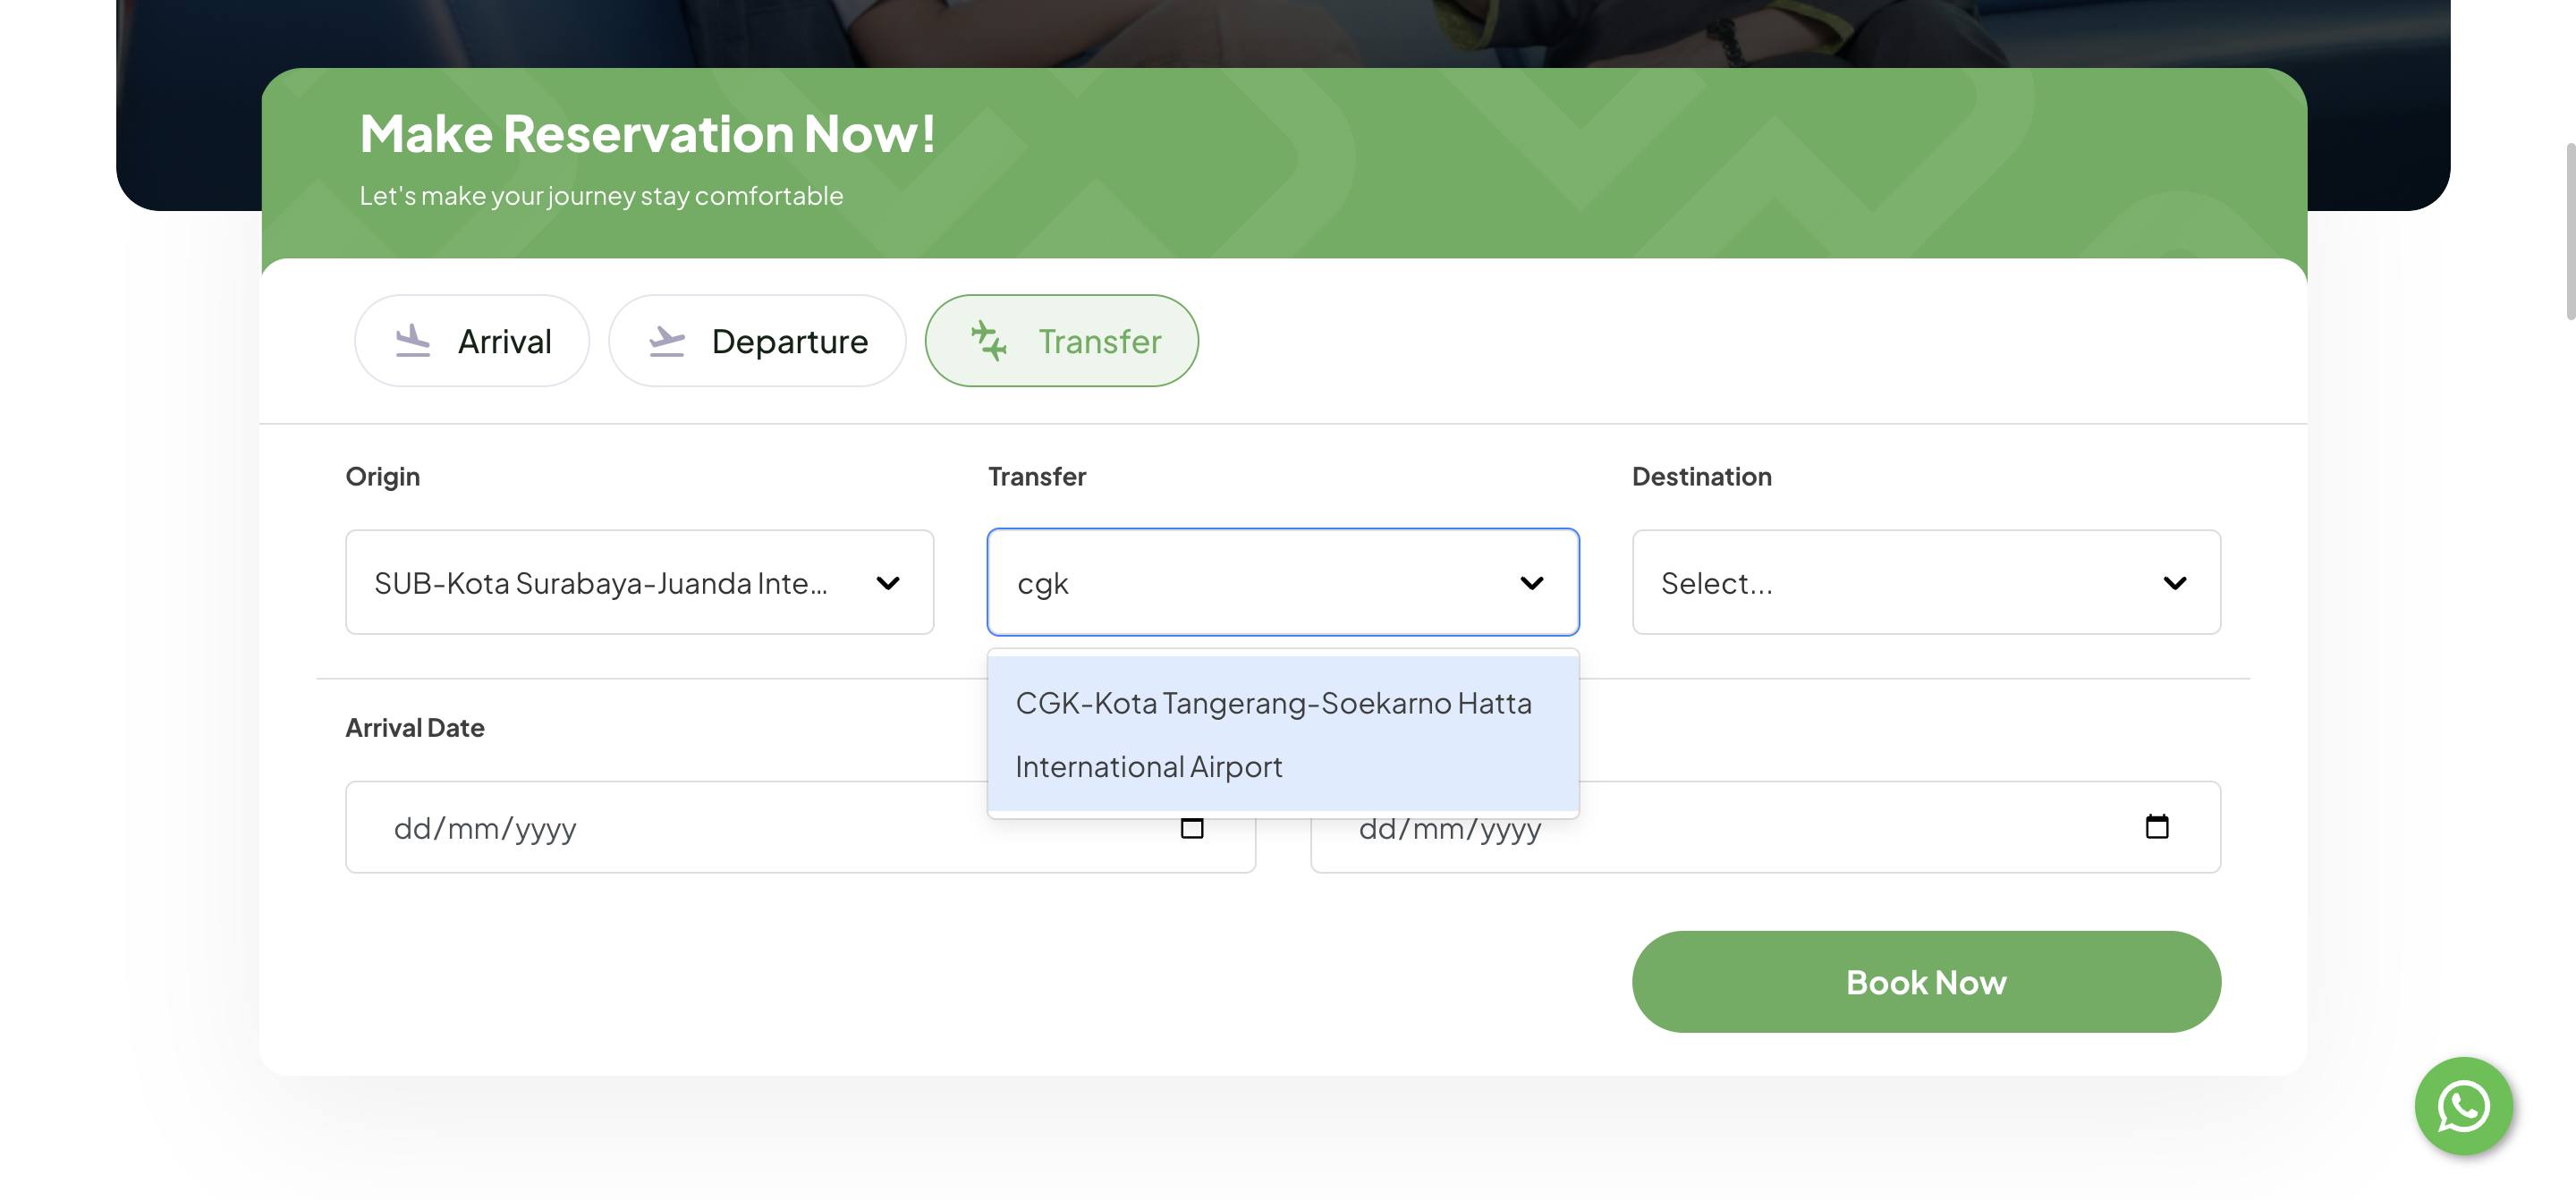 Make Reservation Now!
Let's make your journey stay comfortable
Arrival
Departure
Transfer
Origin
Transfer
Destination
SUB-Kota Surabaya-Juanda Inte...
cgk
Select...
CGK-Kota Tangerang-Soekarno Hatta
International Airport
Arrival Date
dd/mm/yyyy
dd/mm/yyyy
Book Now